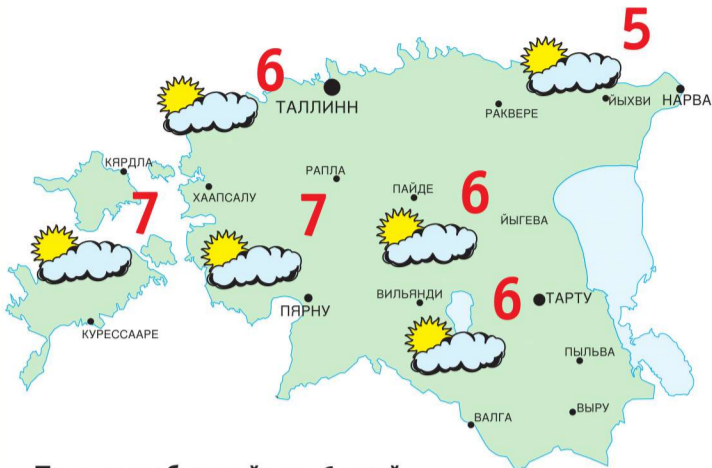 5
6
ТАЛЛИНН
РАКВЕРЕ
ЙЫХВИ
НАРВА
КЯРДЛА
ХААПСАЛУ
РАПЛА
ПАЙДЕ
7
7
6
ЙЫГЕВА
ПЯРНУ
ВИЛЬЯНДИ
6
ТАРТУ
КУРЕССААРЕ
ПЫЛЬВА
ВАЛГА
ВЫРУ